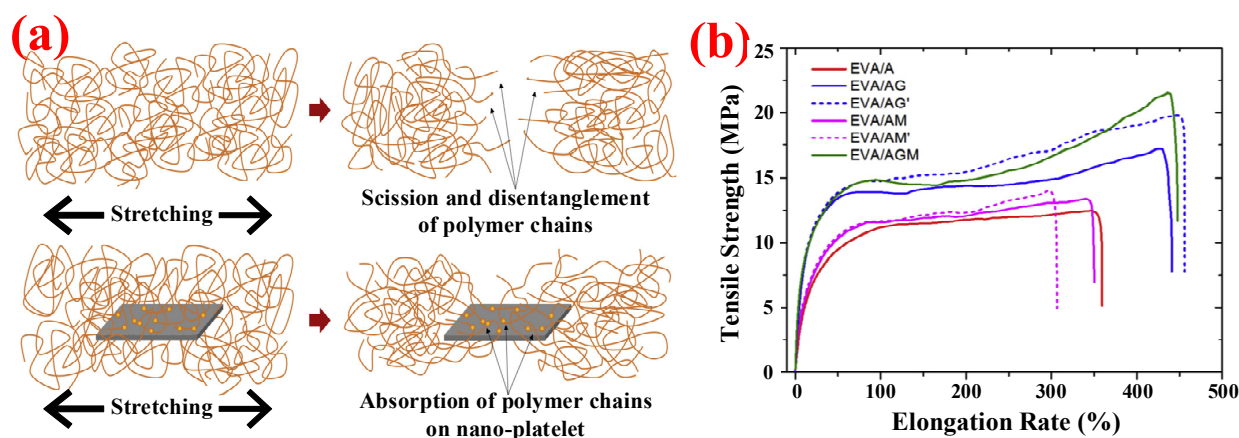 (a)
Stretching
Scission and disentanglement
of polymer chains
Stretching
Absorption of polymer chains
on nano-platelet
(b)
Tensile Strength (MPa)
25
20
15
10
5
0
EVA/A
EVA/AG
EVA/AG'
EVA/AM
EVA/AM'
EVA/AGM
0 100 200 300 400 500
Elongation Rate (%)